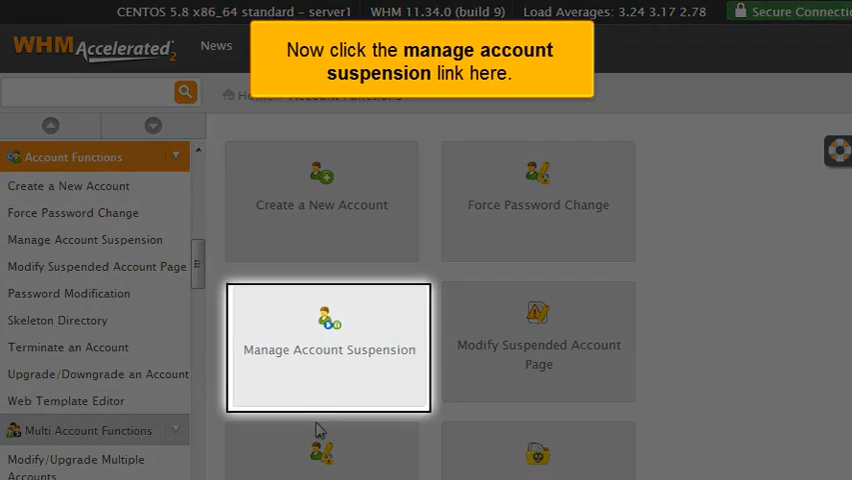 CENTOS 5.8 x86_64 standard – server1 WHM 11.34.0 (build 9) Load Averages: 3.24 3.17 2.78 Secure Connectio
WHM Accelerated2
News
Now click the manage account
suspension link here.
Account Functions
Create a New Account
Force Password Change
Manage Account Suspension
Modify Suspended Account Page
Password Modification
Skeleton Directory
Terminate an Account
Upgrade/Downgrade an Account
Web Template Editor
Multi Account Functions
Modify/Upgrade Multiple
Accounts
Create a New Account
Force Password Change
Manage Account Suspension
Modify Suspended Account
Page